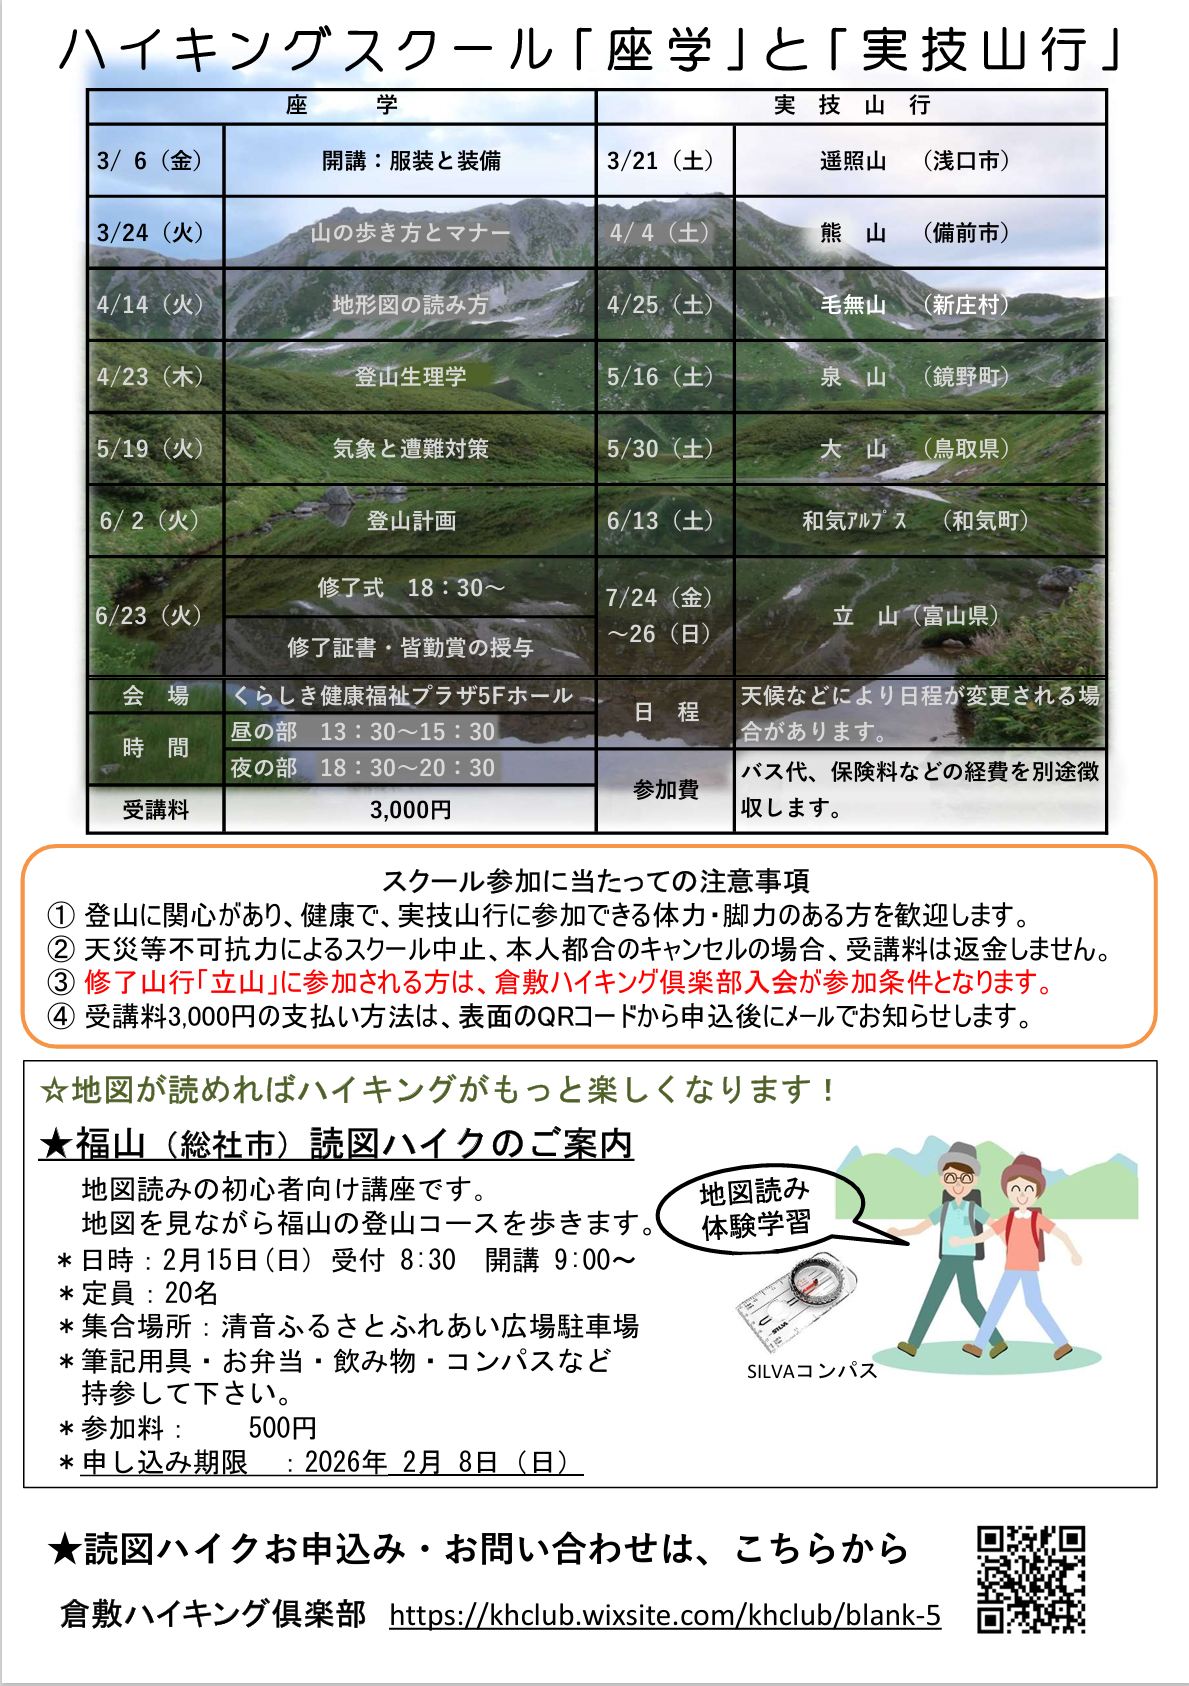 ハイキングスクール「座学」と「実技山行」
座　学　実技山行
3/ 6（金）　開講：服装と装備　3/21（土）　遥照山　（浅口市）
3/24（火）　山の歩き方とマナー　4/ 4（土）　熊　山　（備前市）
4/14（火）　地形図の読み方　4/25（土）　毛無山　（新庄村）
4/23（木）　登山生理学　5/16（土）　泉　山　（鏡野町）
5/19（火）　気象と遭難対策　5/30（土）　大　山　（鳥取県）
6/ 2（火）　登山計画　6/13（土）　和気ｱﾙﾌﾟｽ　（和気町）
6/23（火）　修了式　18：30～
修了証書・皆勤賞の授与
7/24（金）
～26（日）
立　山（富山県）
会　場　くらしき健康福祉プラザ5Fホール
時　間　昼の部　13：30～15：30
夜の部　18：30～20：30
受講料　3,000円
日　程　天候などにより日程が変更される場
合があります。
参加費　バス代、保険料などの経費を別途徴
収します。
スクール参加に当たっての注意事項
① 登山に関心があり、健康で、実技山行に参加できる体力・脚力のある方を歓迎します。
② 天災等不可抗力によるスクール中止、本人都合のキャンセルの場合、受講料は返金しません。
③ 修了山行「立山」に参加される方は、倉敷ハイキング俱楽部入会が参加条件となります。
④ 受講料3,000円の支払い方法は、表面のQRコードから申込後にメールでお知らせします。
☆地図が読めればハイキングがもっと楽しくなります！
★福山（総社市）読図ハイクのご案内
地図読みの初心者向け講座です。
地図を見ながら福山の登山コースを歩きます。
＊日時：2月15日(日)　受付 8:30　開講 9:00～
＊定員：20名
＊集合場所：清音ふるさとふれあい広場駐車場
＊筆記用具・お弁当・飲み物・コンパスなど
持参して下さい。
＊参加料：　500円
＊申し込み期限　：2026年 2月 8日（日）
地図読み
体験学習
SILVAコンパス
★読図ハイクお申込み・お問い合わせは、こちらから
倉敷ハイキング俱楽部　https://khclub.wixsite.com/khclub/blank-5